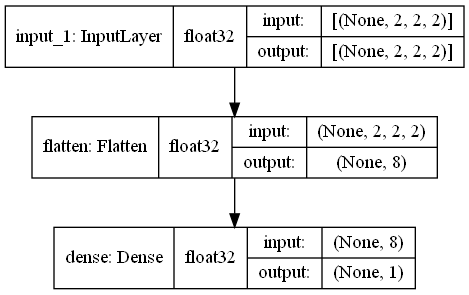 input_1: InputLayer float32 input: [(None, 2, 2, 2)]
output: [(None, 2, 2, 2)]
flatten: Flatten float32 input: (None, 2, 2, 2)
output: (None, 8)
dense: Dense float32 input: (None, 8)
output: (None, 1)